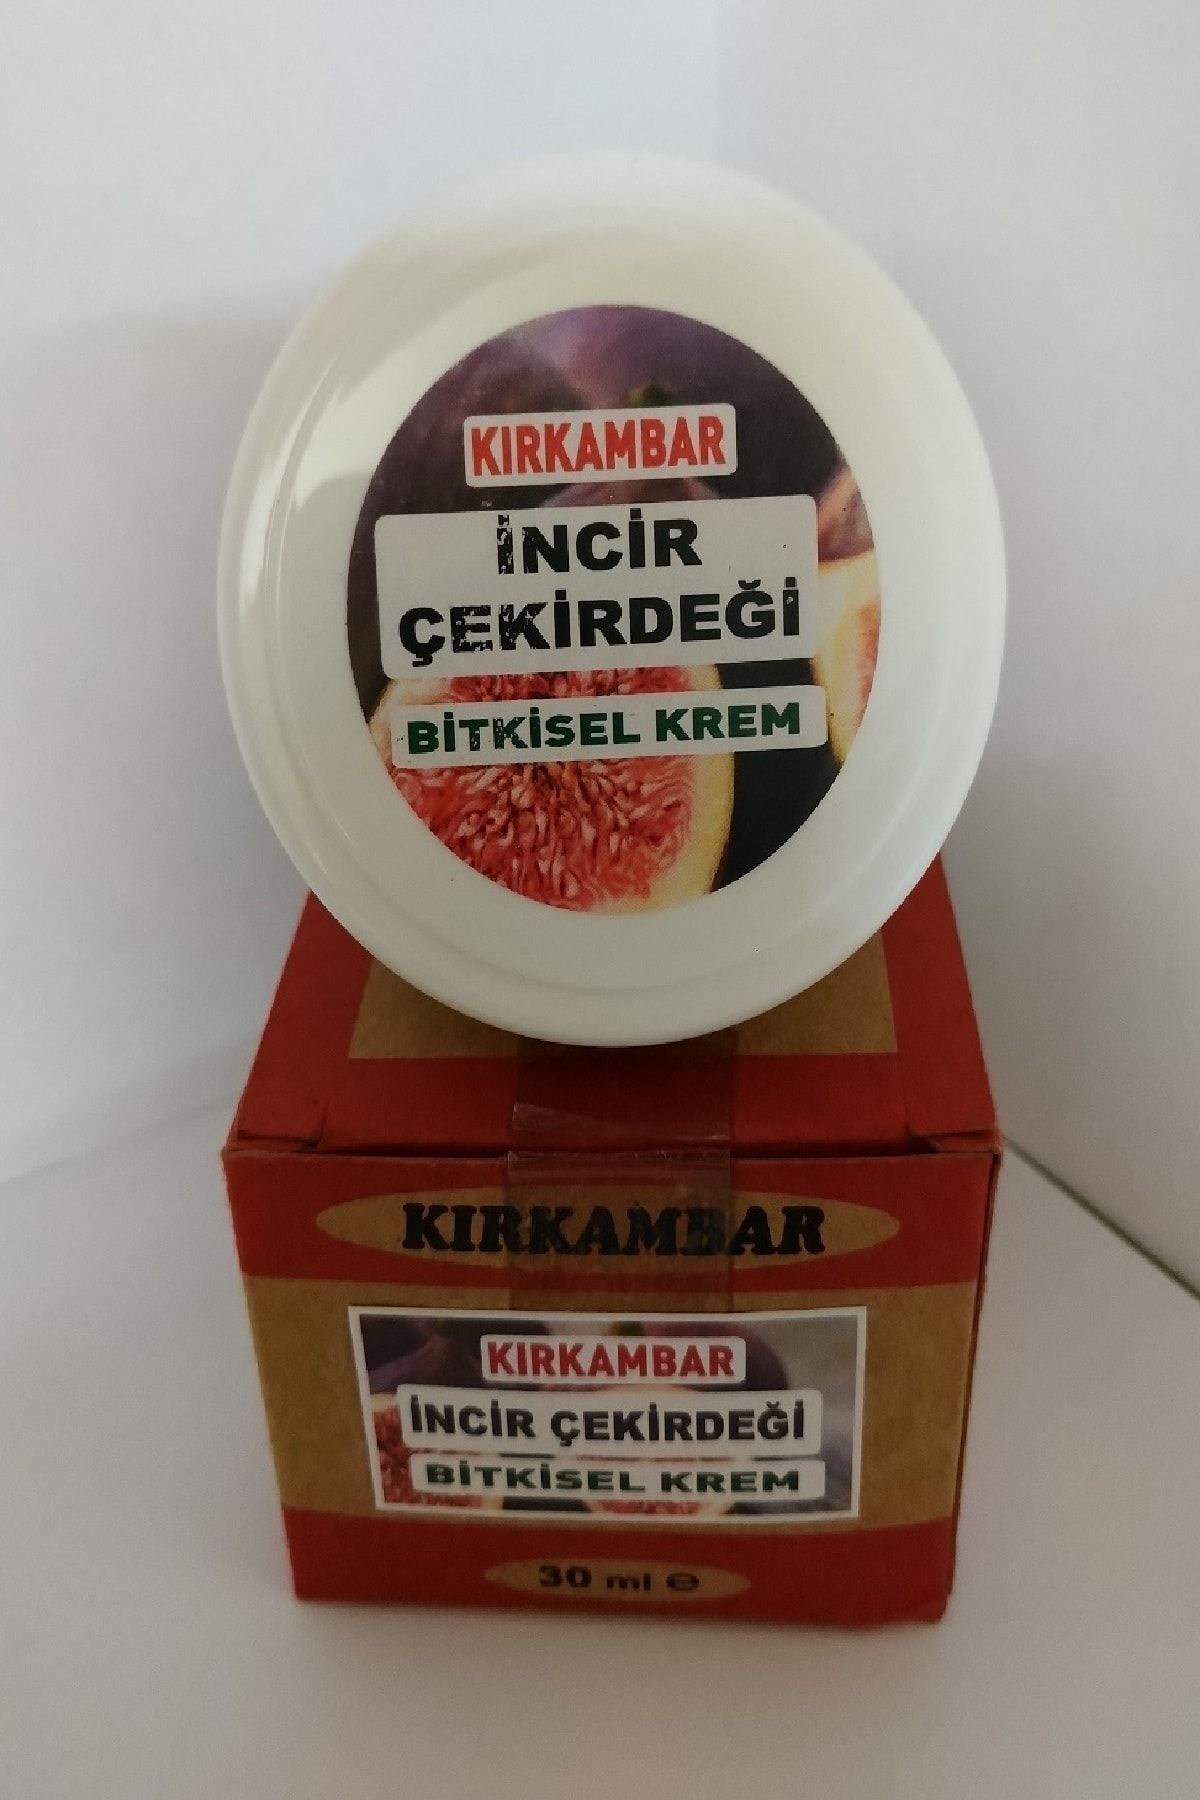 KIRKAMBAR
İNCİR
ÇEKİRDEĞİ
BİTKİSEL KREM
KIRKAMBAR
KIRKAMBAR
İNCİR ÇEKİRDEĞİ
BİTKİSEL KREM
30 ml ℮